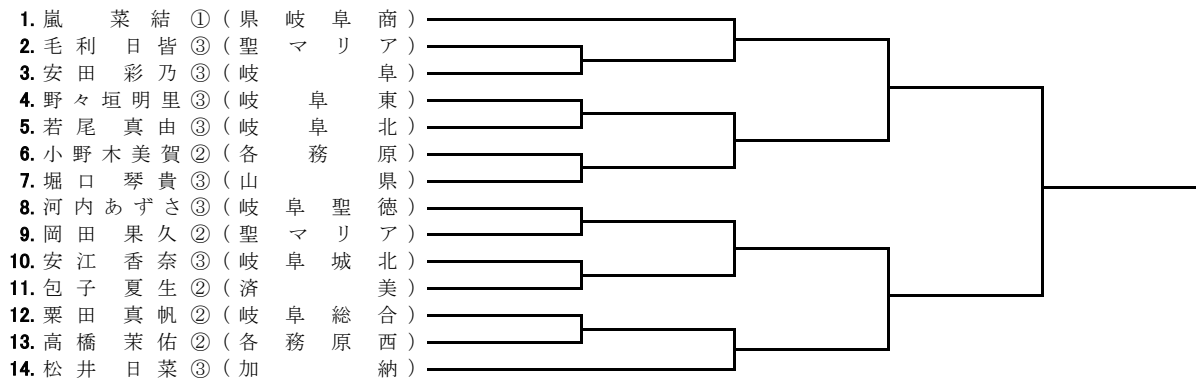 1. 嵐 菜結 ① (県岐阜商)
2. 毛利 日皆 ③ (聖マリア)
3. 安田 彩乃 ③ (岐阜)
4. 野々垣明里 ③ (岐阜東)
5. 若尾 真由 ③ (岐阜北)
6. 小野木美賀 ② (各務原)
7. 堀口 琴貴 ③ (山県)
8. 河内あずさ ③ (岐阜聖徳)
9. 岡田 果久 ② (聖マリア)
10. 安江 香奈 ③ (岐阜城北)
11. 包子 夏生 ② (済美)
12. 粟田 真帆 ② (岐阜総合)
13. 高橋 茉佑 ② (各務原西)
14. 松井 日菜 ③ (加納)